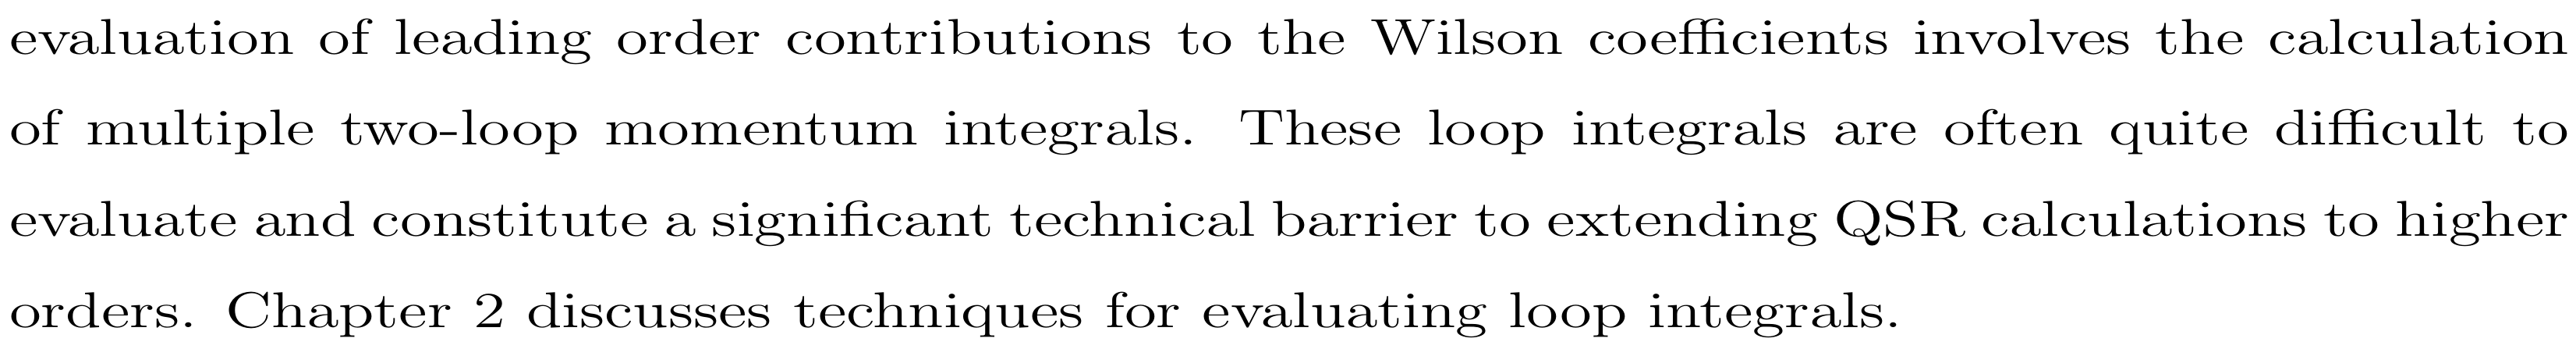 evaluation of leading order contributions to the Wilson coefficients involves the calculation
of multiple two-loop momentum integrals. These loop integrals are often quite difficult to
evaluate and constitute a significant technical barrier to extending QSR calculations to higher
orders. Chapter 2 discusses techniques for evaluating loop integrals.